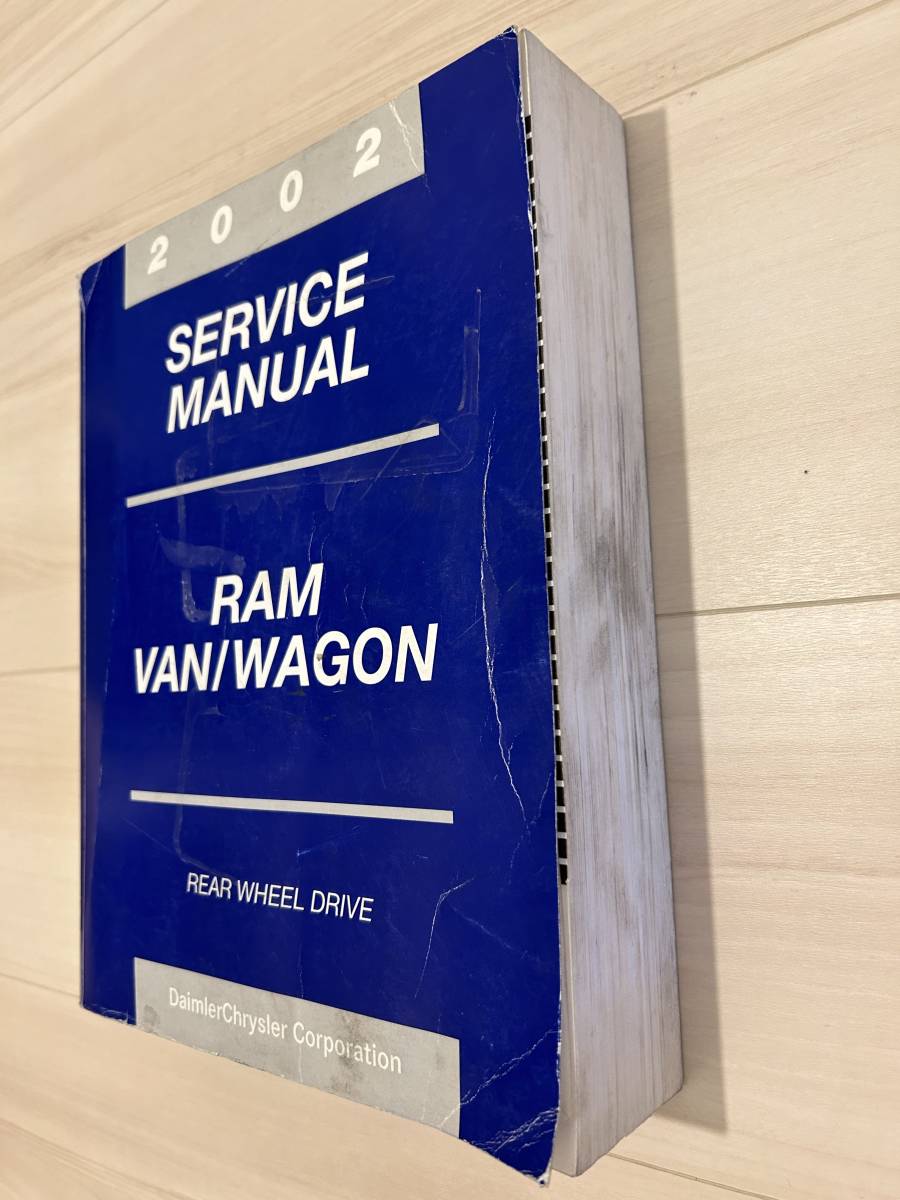 2002
SERVICE
MANUAL
RAM
VAN/WAGON
REAR WHEEL DRIVE
DaimlerChrysler Corporation